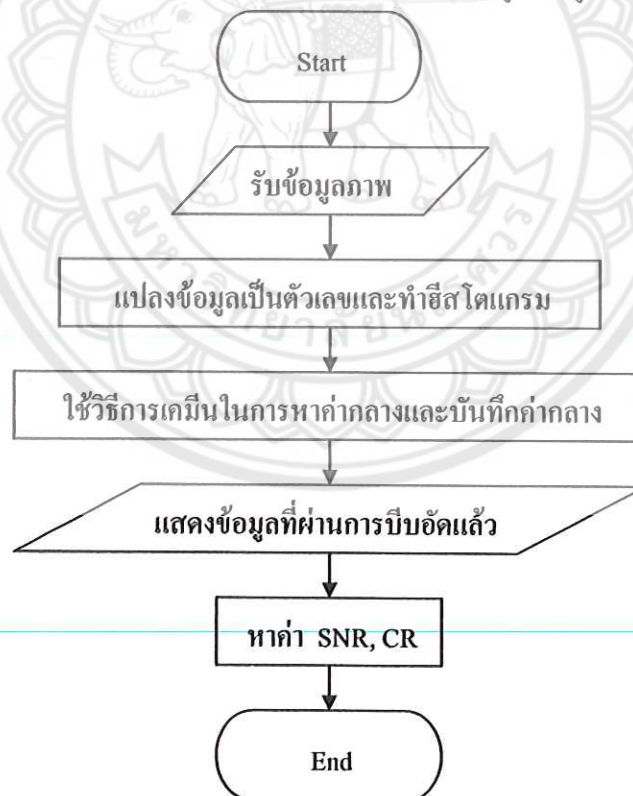 Start
รับข้อมูลภาพ
แปลงข้อมูลเป็นตัวเลขและทำฮีสโตแกรม
ใช้วิธีการเคมีนในการหาค่ากลางและบันทึกค่ากลาง
แสดงข้อมูลที่ผ่านการบีบอัดแล้ว
หาค่า SNR, CR
End